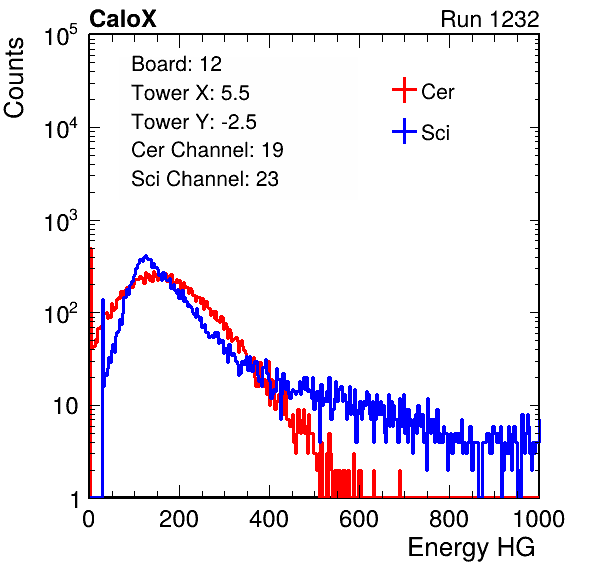 CaloX
Run 1232
Counts
10^5
10^4
10^3
10^2
10
1
Board: 12
Tower X: 5.5
Tower Y: -2.5
Cer Channel: 19
Sci Channel: 23
Cer
Sci
0 200 400 600 800 1000
Energy HG